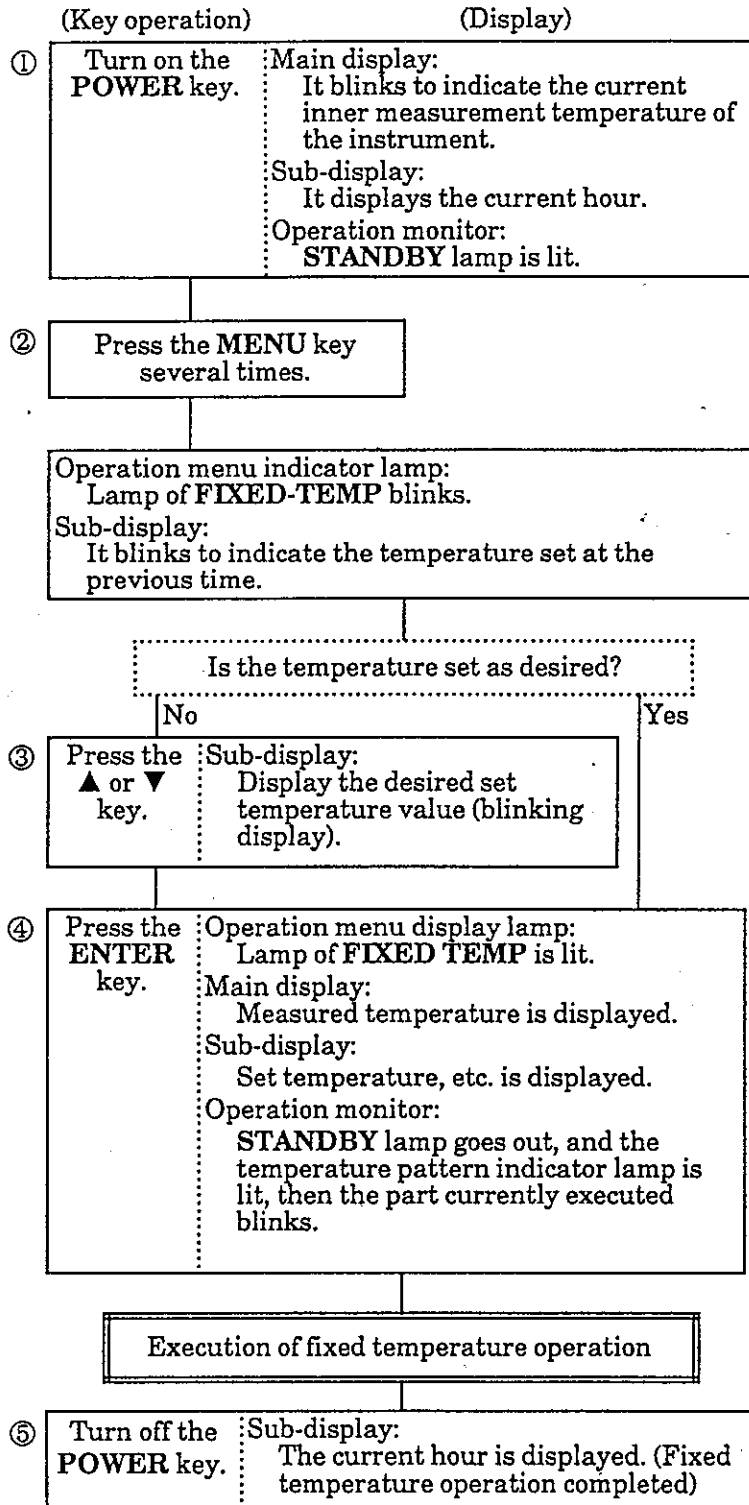 (Key operation) (Display)
① Turn on the POWER key.
Main display:
It blinks to indicate the current
inner measurement temperature of
the instrument.
Sub-display:
It displays the current hour.
Operation monitor:
STANDBY lamp is lit.
② Press the MENU key
several times.
Operation menu indicator lamp:
Lamp of FIXED-TEMP blinks.
Sub-display:
It blinks to indicate the temperature set at the
previous time.
Is the temperature set as desired?
No Yes
③ Press the
▲ or ▼
key.
Sub-display:
Display the desired set
temperature value (blinking
display).
④ Press the
ENTER
key.
Operation menu display lamp:
Lamp of FIXED TEMP is lit.
Main display:
Measured temperature is displayed.
Sub-display:
Set temperature, etc. is displayed.
Operation monitor:
STANDBY lamp goes out, and the
temperature pattern indicator lamp is
lit, then the part currently executed
blinks.
Execution of fixed temperature operation
⑤ Turn off the
POWER key.
Sub-display:
The current hour is displayed. (Fixed
temperature operation completed)